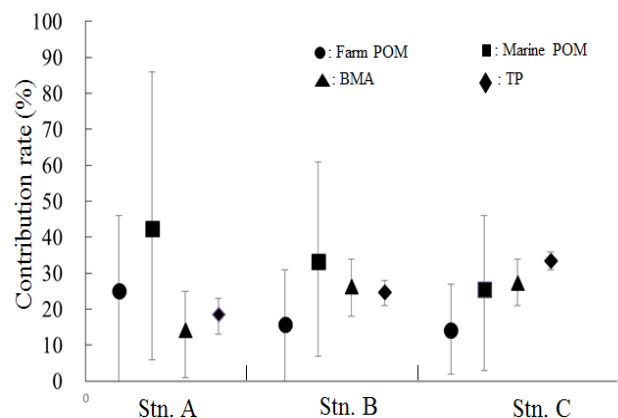 100
90
80
70
60
50
40
30
20
10
0
Contribution rate (%)
: Farm POM
: Marine POM
: BMA
: TP
0
Stn. A
Stn. B
Stn. C